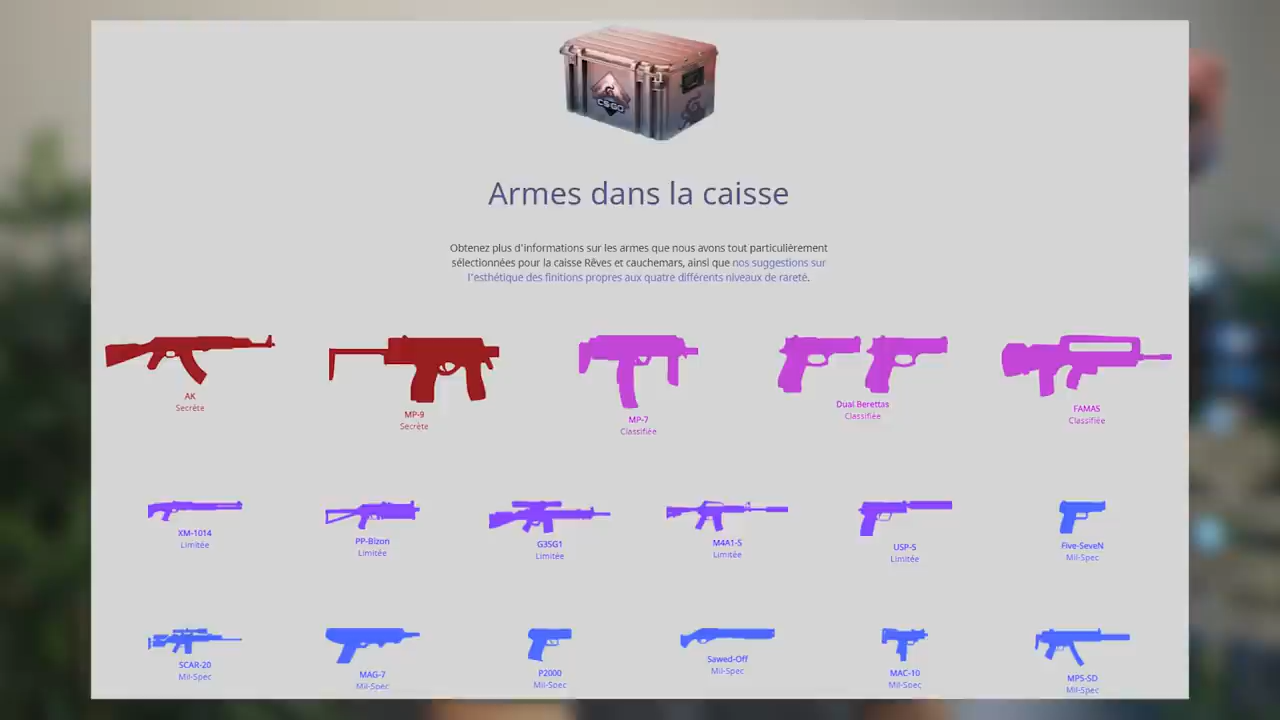 CS:GO
Armes dans la caisse
Obtenez plus d'informations sur les armes que nous avons tout particulièrement
sélectionnées pour la caisse Rêves et cauchemars, ainsi que nos suggestions sur
l'esthétique des finitions propres aux quatre différents niveaux de rareté.
AK
Secrète
MP-9
Secrète
MP-7
Classifiée
Dual Berettas
Classifiée
FAMAS
Classifiée
XM-1014
Limitée
PP-Bizon
Limitée
G3SG1
Limitée
M4A1-S
Limitée
USP-S
Limitée
Five-SeveN
Mil-Spec
SCAR-20
Mil-Spec
MAG-7
Mil-Spec
P2000
Mil-Spec
Sawed-Off
Mil-Spec
MAC-10
Mil-Spec
MP5-SD
Mil-Spec